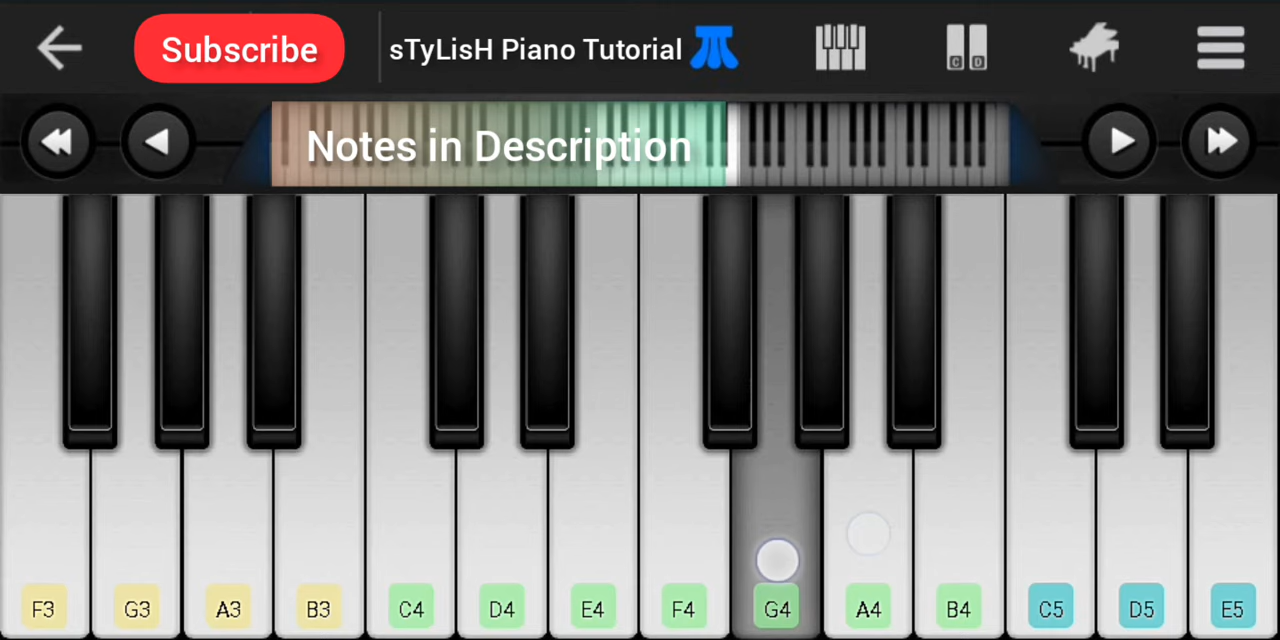 Subscribe
sTyLisH Piano Tutorial
C D
Notes in Description
F3 G3 A3 B3 C4 D4 E4 F4 G4 A4 B4 C5 D5 E5